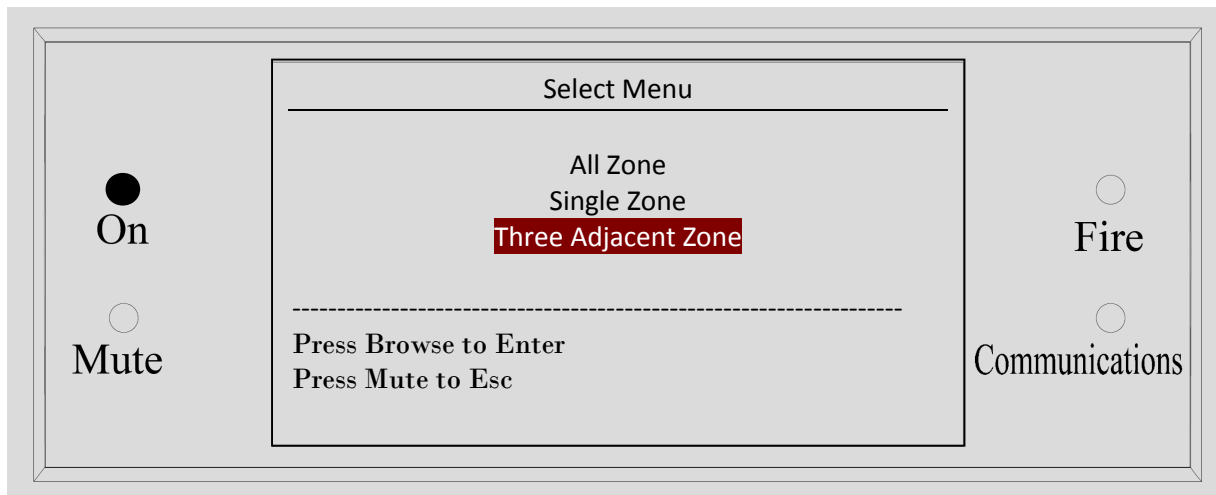 Select Menu
All Zone
Single Zone
Three Adjacent Zone
-------------------------------------------------------------------
Press Browse to Enter
Press Mute to Esc
On
Mute
Fire
Communications